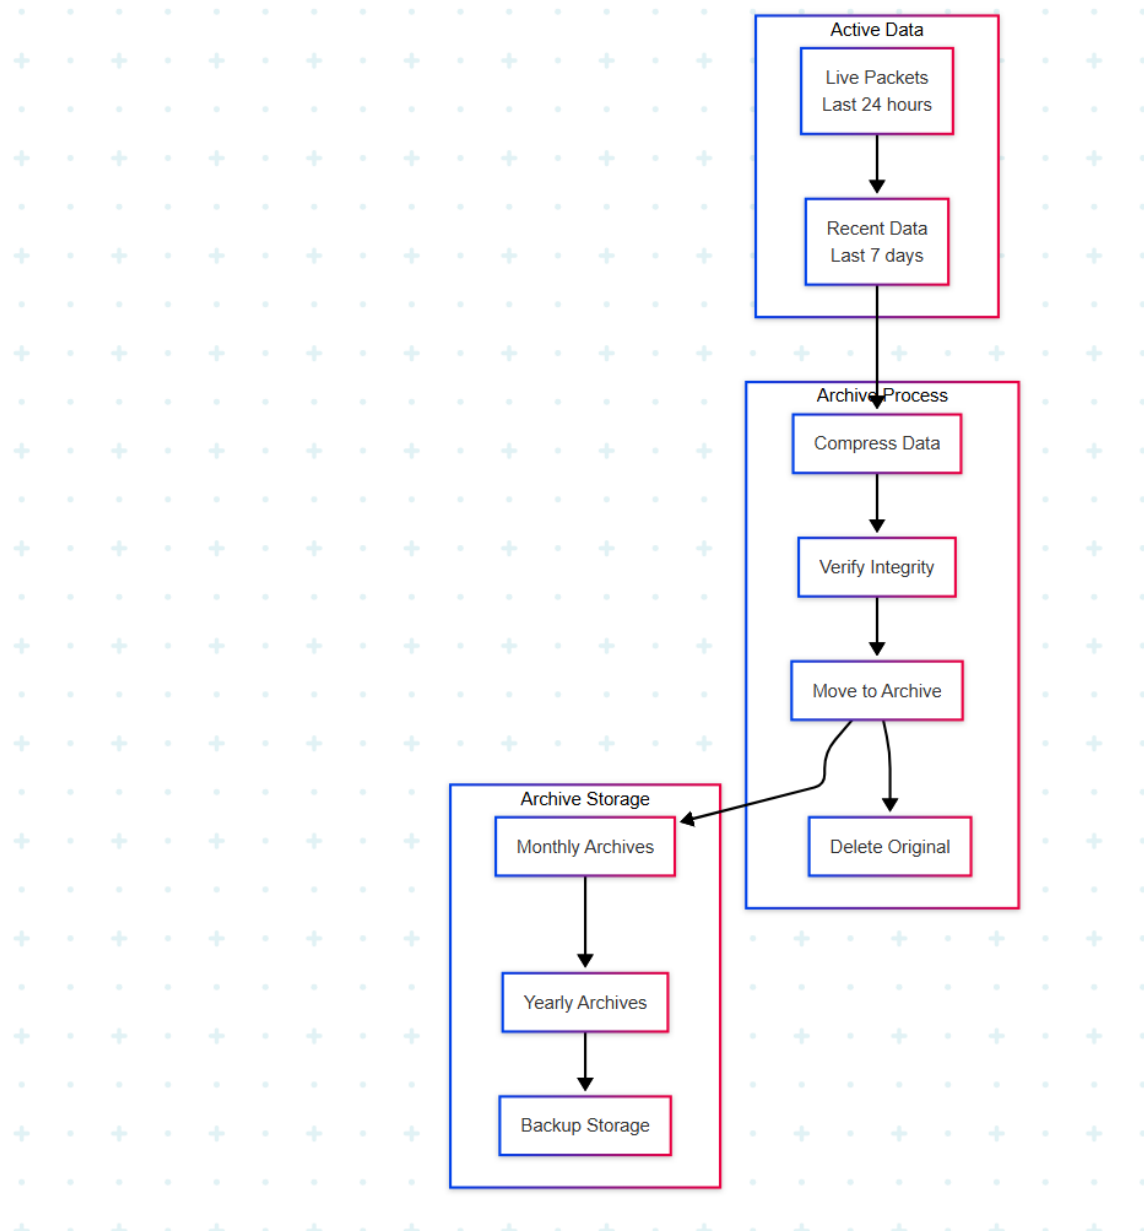 Active Data
Live Packets
Last 24 hours
Recent Data
Last 7 days
Archive Process
Compress Data
Verify Integrity
Move to Archive
Archive Storage
Monthly Archives
Delete Original
Yearly Archives
Backup Storage